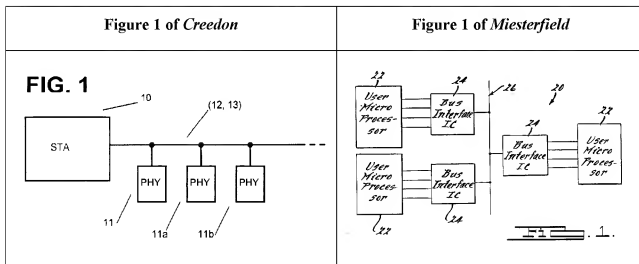 Figure 1 of Creedon
Figure 1 of Miesterfield
FIG. 1
10
(12, 13)
STA
PHY
PHY
PHY
11
11a
11b
22
24
26
20
User
Micro
Proces-
sor
Bus
Interface
IC
24
22
Bus
Interface
IC
User
Micro
Proces-
sor
User
Micro
Proces-
sor
Bus
Interface
IC
22
24
1.